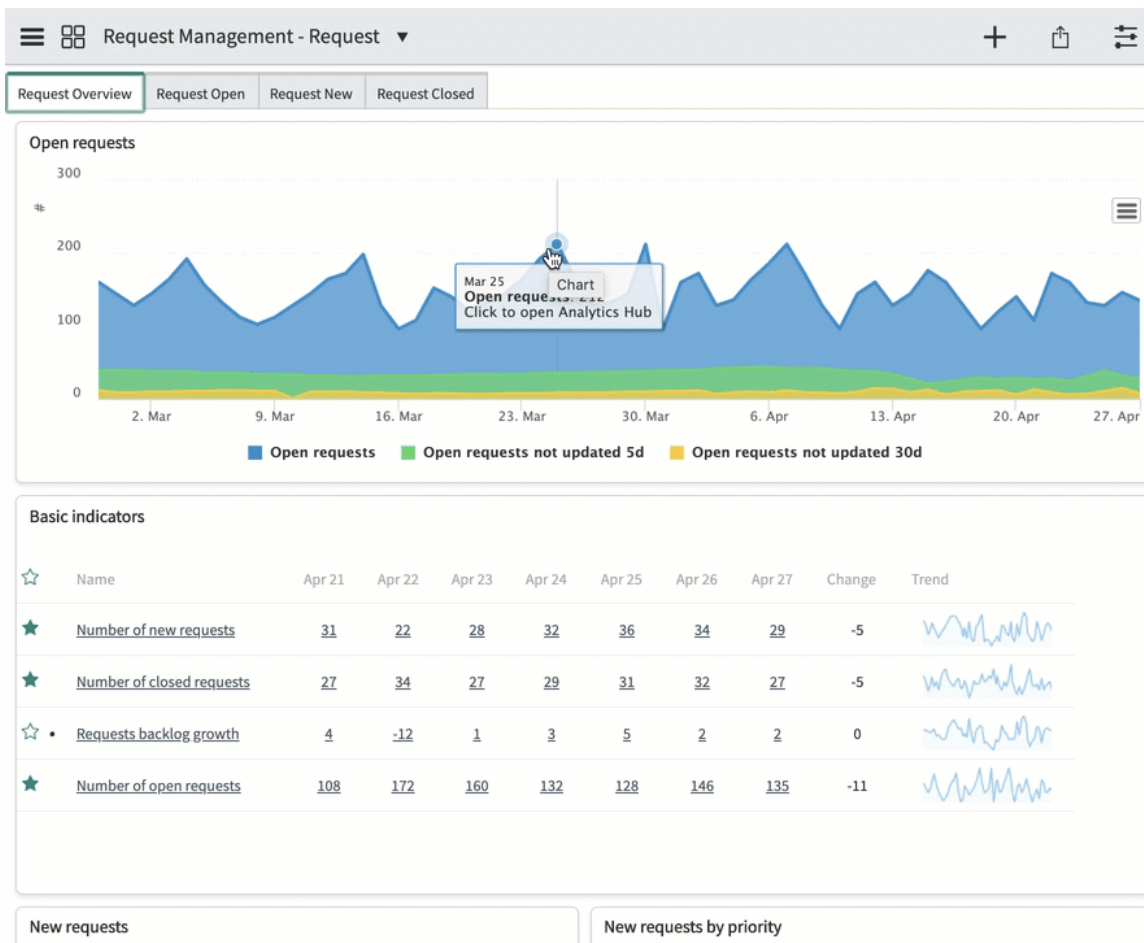 Request Management - Request ▼
Request Overview Request Open Request New Request Closed
Open requests
300
#
200
100
0
Mar 25
Chart
Open requests: 212
Click to open Analytics Hub
2. Mar 9. Mar 16. Mar 23. Mar 30. Mar 6. Apr 13. Apr 20. Apr 27. Apr
Open requests Open requests not updated 5d Open requests not updated 30d
Basic indicators
Name Apr 21 Apr 22 Apr 23 Apr 24 Apr 25 Apr 26 Apr 27 Change Trend
Number of new requests 31 22 28 32 36 34 29 -5
Number of closed requests 27 34 27 29 31 32 27 -5
Requests backlog growth 4 -12 1 3 5 2 2 0
Number of open requests 108 172 160 132 128 146 135 -11
New requests New requests by priority